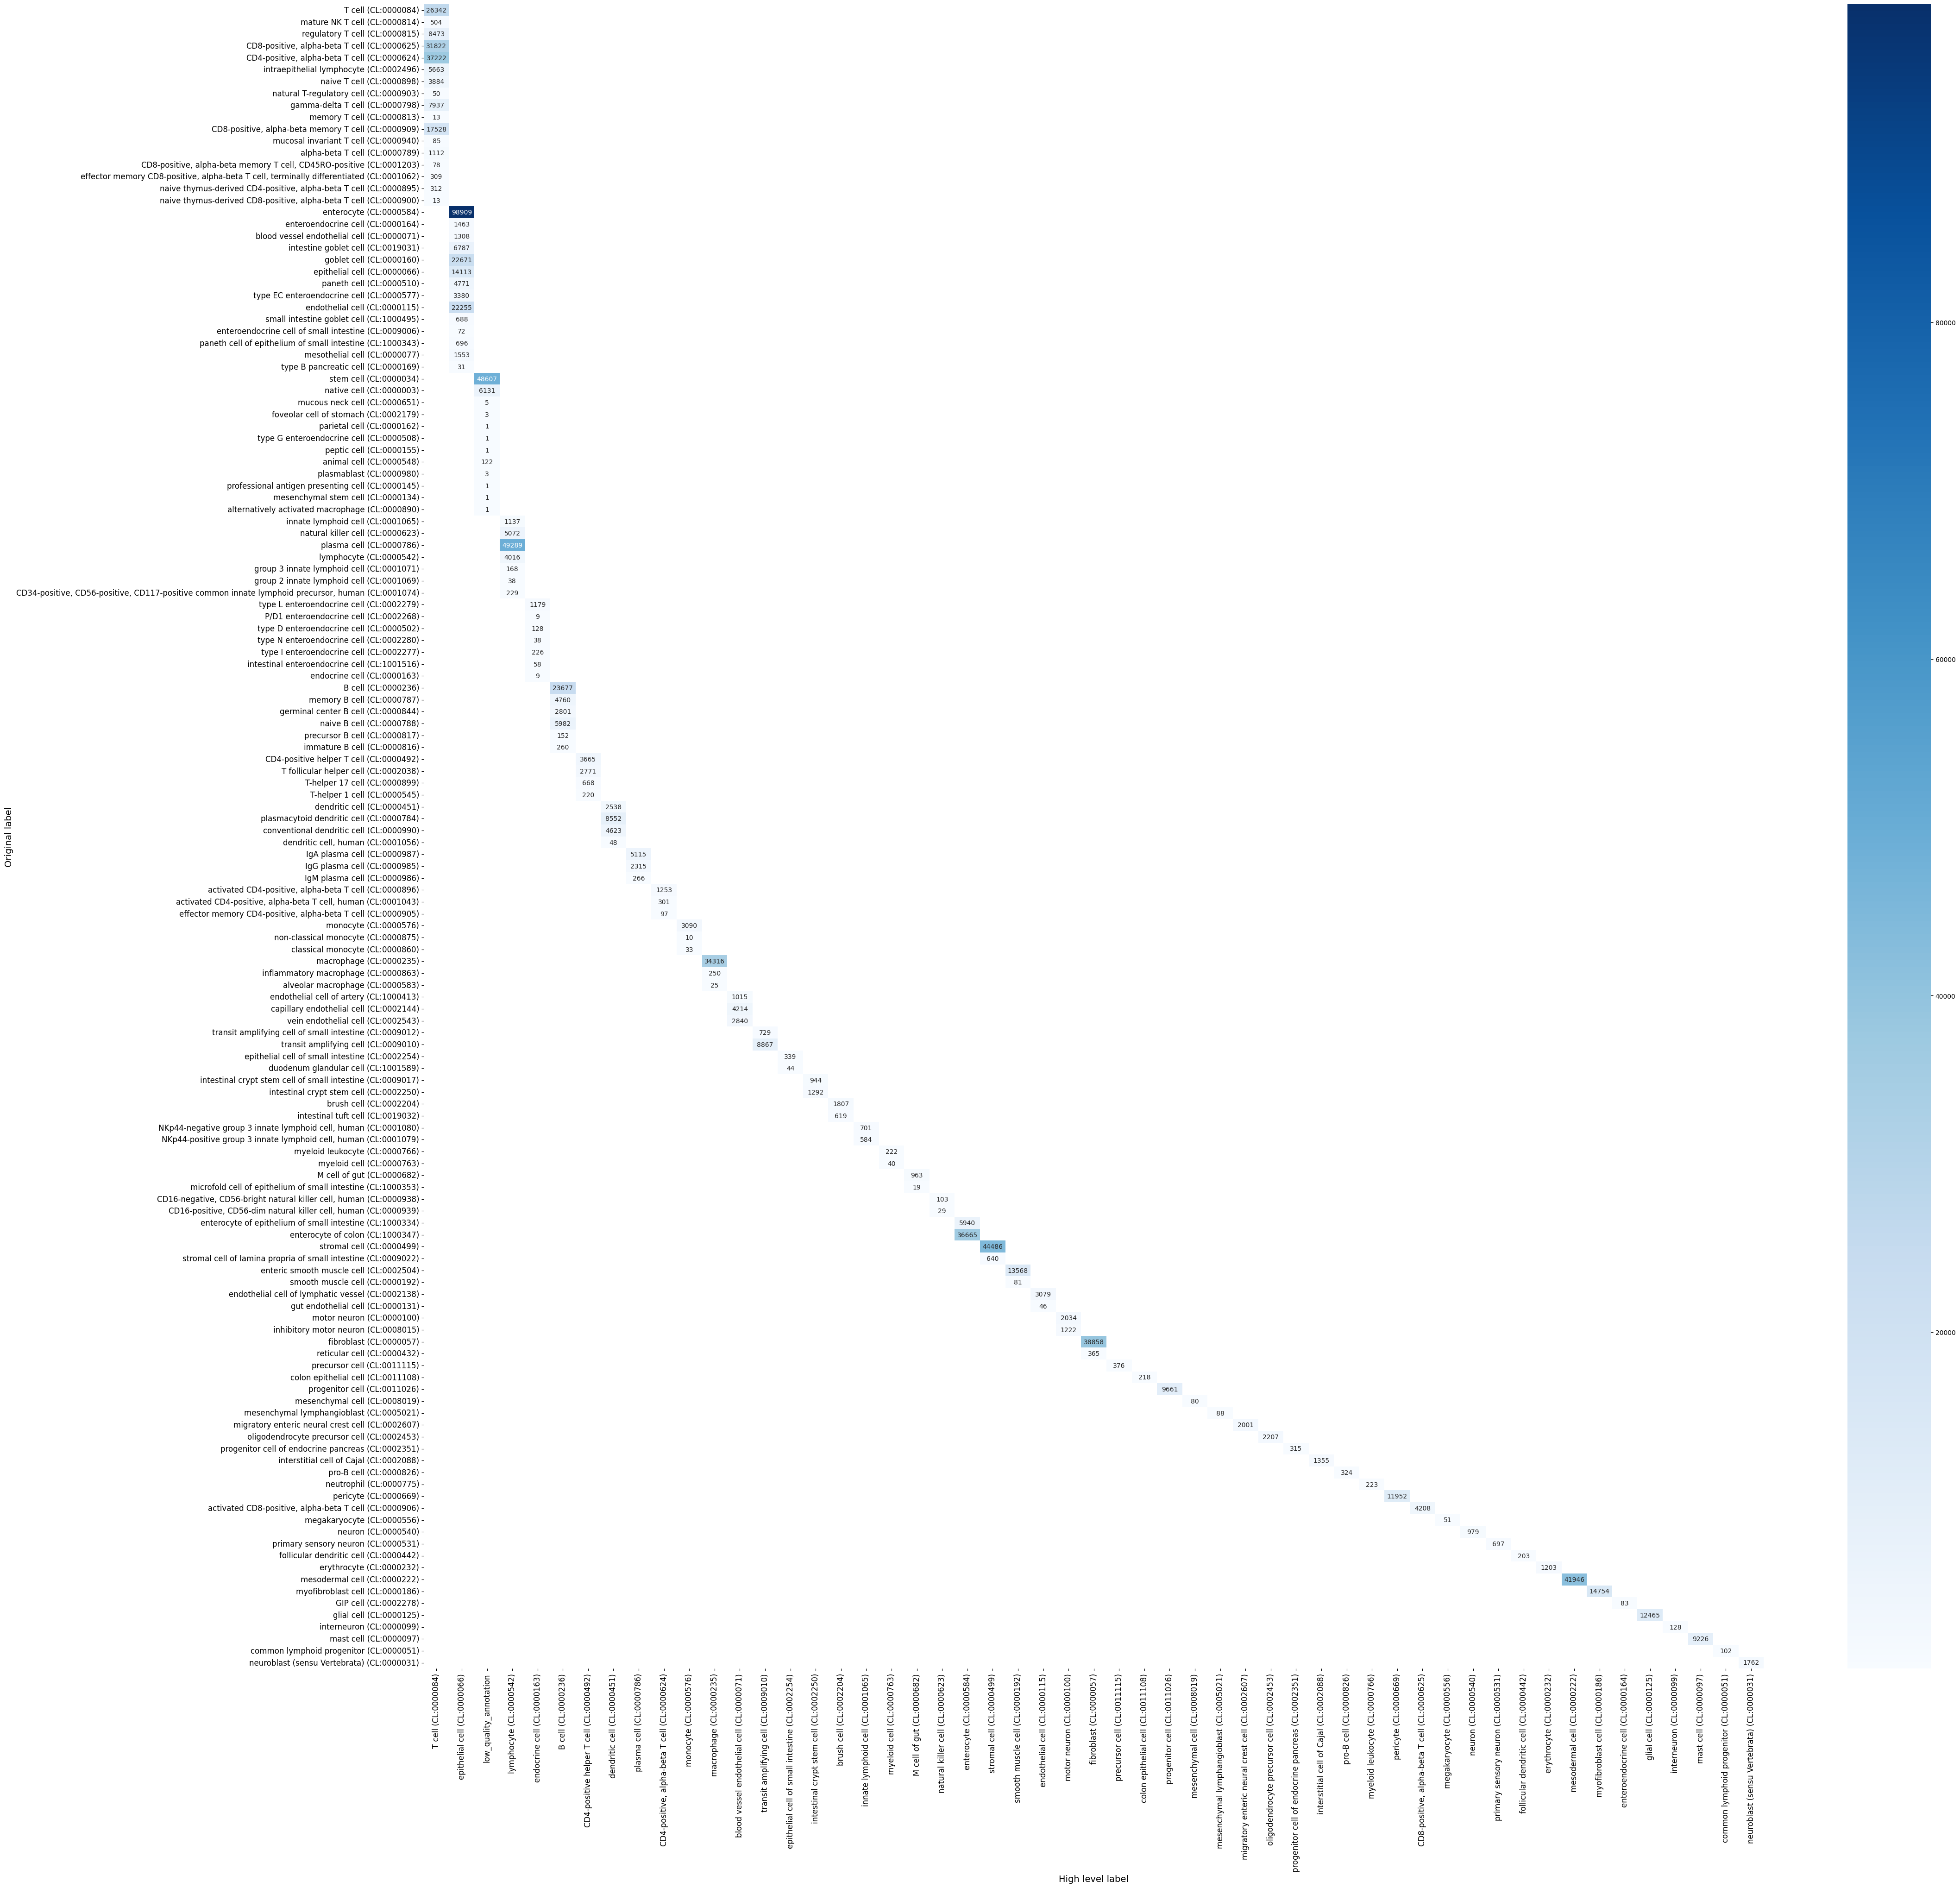 T cell (CL:0000084) 26342
mature NK T cell (CL:0000814) 504
regulatory T cell (CL:0000815) 8473
CD8-positive, alpha-beta T cell (CL:0000625) 31822
CD4-positive, alpha-beta T cell (CL:0000624) 37222
intraepithelial lymphocyte (CL:0002496) 5663
naive T cell (CL:0000898) 3884
natural T-regulatory cell (CL:0000903) 50
gamma-delta T cell (CL:0000798) 7937
memory T cell (CL:0000813) 13
CD8-positive, alpha-beta memory T cell (CL:0000909) 17528
mucosal invariant T cell (CL:0000940) 85
alpha-beta T cell (CL:0000789) 1112
CD8-positive, alpha-beta memory T cell, CD45RO-positive (CL:0001203) 78
effector memory CD8-positive, alpha-beta T cell, terminally differentiated (CL:0001062) 309
naive thymus-derived CD4-positive, alpha-beta T cell (CL:0000895) 312
naive thymus-derived CD8-positive, alpha-beta T cell (CL:0000900) 13
enterocyte (CL:0000584) 98909
enteroendocrine cell (CL:0000164) 1463
blood vessel endothelial cell (CL:0000071) 1308
intestine goblet cell (CL:0019031) 6787
goblet cell (CL:0000160) 22671
epithelial cell (CL:0000066) 14113
paneth cell (CL:0000510) 4771
type EC enteroendocrine cell (CL:0000577) 3380
endothelial cell (CL:0000115) 22255
small intestine goblet cell (CL:1000495) 688
80000
enteroendocrine cell of small intestine (CL:0009006) 72
paneth cell of epithelium of small intestine (CL:1000343) 696
mesothelial cell (CL:0000077) 1553
type B pancreatic cell (CL:0000169) 31
stem cell (CL:0000034) 48607
native cell (CL:0000003) 6131
mucous neck cell (CL:0000651) 5
foveolar cell of stomach (CL:0002179) 3
parietal cell (CL:0000162) 1
type G enteroendocrine cell (CL:0000508) 1
peptic cell (CL:0000155) 1
animal cell (CL:0000548) 122
plasmablast (CL:0000980) 3
professional antigen presenting cell (CL:0000145) 1
mesenchymal stem cell (CL:0000134) 1
alternatively activated macrophage (CL:0000890) 1
innate lymphoid cell (CL:0001065) 1137
natural killer cell (CL:0000623) 5072
plasma cell (CL:0000786) 49289
lymphocyte (CL:0000542) 4016
group 3 innate lymphoid cell (CL:0001071) 168
group 2 innate lymphoid cell (CL:0001069) 38
CD34-positive, CD56-positive, CD117-positive common innate lymphoid precursor, human (CL:0001074) 229
type L enteroendocrine cell (CL:0002279) 1179
P/D1 enteroendocrine cell (CL:0002268) 9
type D enteroendocrine cell (CL:0000502) 128
type N enteroendocrine cell (CL:0002280) 38
type I enteroendocrine cell (CL:0002277) 226
60000
intestinal enteroendocrine cell (CL:1001516) 58
endocrine cell (CL:0000163) 9
B cell (CL:0000236) 23677
memory B cell (CL:0000787) 4760
germinal center B cell (CL:0000844) 2801
naive B cell (CL:0000788) 5982
precursor B cell (CL:0000817) 152
immature B cell (CL:0000816) 260
CD4-positive helper T cell (CL:0000492) 3665
T follicular helper cell (CL:0002038) 2771
T-helper 17 cell (CL:0000899) 668
T-helper 1 cell (CL:0000545) 220
dendritic cell (CL:0000451) 2538
plasmacytoid dendritic cell (CL:0000784) 8552
conventional dendritic cell (CL:0000990) 4623
Original label
dendritic cell, human (CL:0001056) 48
IgA plasma cell (CL:0000987) 5115
IgG plasma cell (CL:0000985) 2315
IgM plasma cell (CL:0000986) 266
activated CD4-positive, alpha-beta T cell (CL:0000896) 1253
activated CD4-positive, alpha-beta T cell, human (CL:0001043) 301
effector memory CD4-positive, alpha-beta T cell (CL:0000905) 97
monocyte (CL:0000576) 3090
non-classical monocyte (CL:0000875) 10
classical monocyte (CL:0000860) 33
macrophage (CL:0000235) 34316
inflammatory macrophage (CL:0000863) 250
alveolar macrophage (CL:0000583) 25
endothelial cell of artery (CL:1000413) 1015
40000
capillary endothelial cell (CL:0002144) 4214
vein endothelial cell (CL:0002543) 2840
transit amplifying cell of small intestine (CL:0009012) 729
transit amplifying cell (CL:0009010) 8867
epithelial cell of small intestine (CL:0002254) 339
duodenum glandular cell (CL:1001589) 44
intestinal crypt stem cell of small intestine (CL:0009017) 944
intestinal crypt stem cell (CL:0002250) 1292
brush cell (CL:0002204) 1807
intestinal tuft cell (CL:0019032) 619
NKp44-negative group 3 innate lymphoid cell, human (CL:0001080) 701
NKp44-positive group 3 innate lymphoid cell, human (CL:0001079) 584
myeloid leukocyte (CL:0000766) 222
myeloid cell (CL:0000763) 40
M cell of gut (CL:0000682) 963
microfold cell of epithelium of small intestine (CL:1000353) 19
CD16-negative, CD56-bright natural killer cell, human (CL:0000938) 103
CD16-positive, CD56-dim natural killer cell, human (CL:0000939) 29
enterocyte of epithelium of small intestine (CL:1000334) 5940
enterocyte of colon (CL:1000347) 36665
stromal cell (CL:0000499) 44486
stromal cell of lamina propria of small intestine (CL:0009022) 640
enteric smooth muscle cell (CL:0002504) 13568
smooth muscle cell (CL:0000192) 81
endothelial cell of lymphatic vessel (CL:0002138) 3079
gut endothelial cell (CL:0000131) 46
motor neuron (CL:0000100) 2034
inhibitory motor neuron (CL:0008015) 1222
20000
fibroblast (CL:0000057) 38858
reticular cell (CL:0000432) 365
precursor cell (CL:0011115) 376
colon epithelial cell (CL:0011108) 218
progenitor cell (CL:0011026) 9661
mesenchymal cell (CL:0008019) 80
mesenchymal lymphangioblast (CL:0005021) 88
migratory enteric neural crest cell (CL:0002607) 2001
oligodendrocyte precursor cell (CL:0002453) 2207
progenitor cell of endocrine pancreas (CL:0002351) 315
interstitial cell of Cajal (CL:0002088) 1355
pro-B cell (CL:0000826) 324
neutrophil (CL:0000775) 223
pericyte (CL:0000669) 11952
activated CD8-positive, alpha-beta T cell (CL:0000906) 4208
megakaryocyte (CL:0000556) 51
neuron (CL:0000540) 979
primary sensory neuron (CL:0000531) 697
follicular dendritic cell (CL:0000442) 203
erythrocyte (CL:0000232) 1203
mesodermal cell (CL:0000222) 41946
myofibroblast cell (CL:0000186) 14754
GIP cell (CL:0002278) 83
glial cell (CL:0000125) 12465
interneuron (CL:0000099) 128
mast cell (CL:0000097) 9226
common lymphoid progenitor (CL:0000051) 102
neuroblast (sensu Vertebrata) (CL:0000031) 1762
T cell (CL:0000084)
epithelial cell (CL:0000066)
low_quality_annotation
lymphocyte (CL:0000542)
endocrine cell (CL:0000163)
B cell (CL:0000236)
CD4-positive helper T cell (CL:0000492)
dendritic cell (CL:0000451)
plasma cell (CL:0000786)
CD4-positive, alpha-beta T cell (CL:0000624)
monocyte (CL:0000576)
macrophage (CL:0000235)
blood vessel endothelial cell (CL:0000071)
transit amplifying cell (CL:0009010)
epithelial cell of small intestine (CL:0002254)
intestinal crypt stem cell (CL:0002250)
brush cell (CL:0002204)
innate lymphoid cell (CL:0001065)
myeloid cell (CL:0000763)
M cell of gut (CL:0000682)
natural killer cell (CL:0000623)
enterocyte (CL:0000584)
stromal cell (CL:0000499)
smooth muscle cell (CL:0000192)
endothelial cell (CL:0000115)
motor neuron (CL:0000100)
fibroblast (CL:0000057)
precursor cell (CL:0011115)
colon epithelial cell (CL:0011108)
progenitor cell (CL:0011026)
mesenchymal cell (CL:0008019)
mesenchymal lymphangioblast (CL:0005021)
migratory enteric neural crest cell (CL:0002607)
oligodendrocyte precursor cell (CL:0002453)
progenitor cell of endocrine pancreas (CL:0002351)
interstitial cell of Cajal (CL:0002088)
pro-B cell (CL:0000826)
myeloid leukocyte (CL:0000766)
pericyte (CL:0000669)
CD8-positive, alpha-beta T cell (CL:0000625)
megakaryocyte (CL:0000556)
neuron (CL:0000540)
primary sensory neuron (CL:0000531)
follicular dendritic cell (CL:0000442)
erythrocyte (CL:0000232)
mesodermal cell (CL:0000222)
myofibroblast cell (CL:0000186)
enteroendocrine cell (CL:0000164)
glial cell (CL:0000125)
interneuron (CL:0000099)
mast cell (CL:0000097)
common lymphoid progenitor (CL:0000051)
neuroblast (sensu Vertebrata) (CL:0000031)
High level label